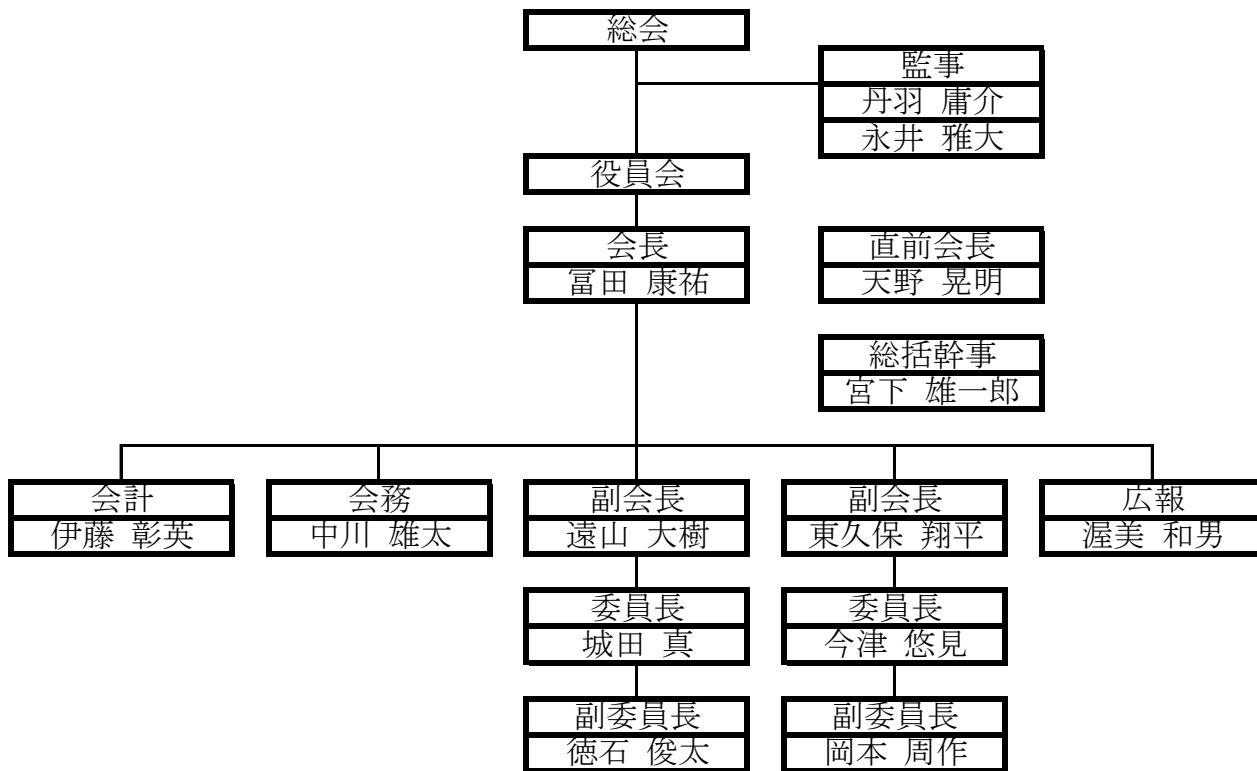 総会
監事
丹羽 庸介
永井 雅大
役員会
会長
冨田 康祐
直前会長
天野 晃明
総括幹事
宮下 雄一郎
会計
伊藤 彰英
会務
中川 雄太
副会長
遠山 大樹
副会長
東久保 翔平
広報
渥美 和男
委員長
城田 真
委員長
今津 悠見
副委員長
徳石 俊太
副委員長
岡本 周作